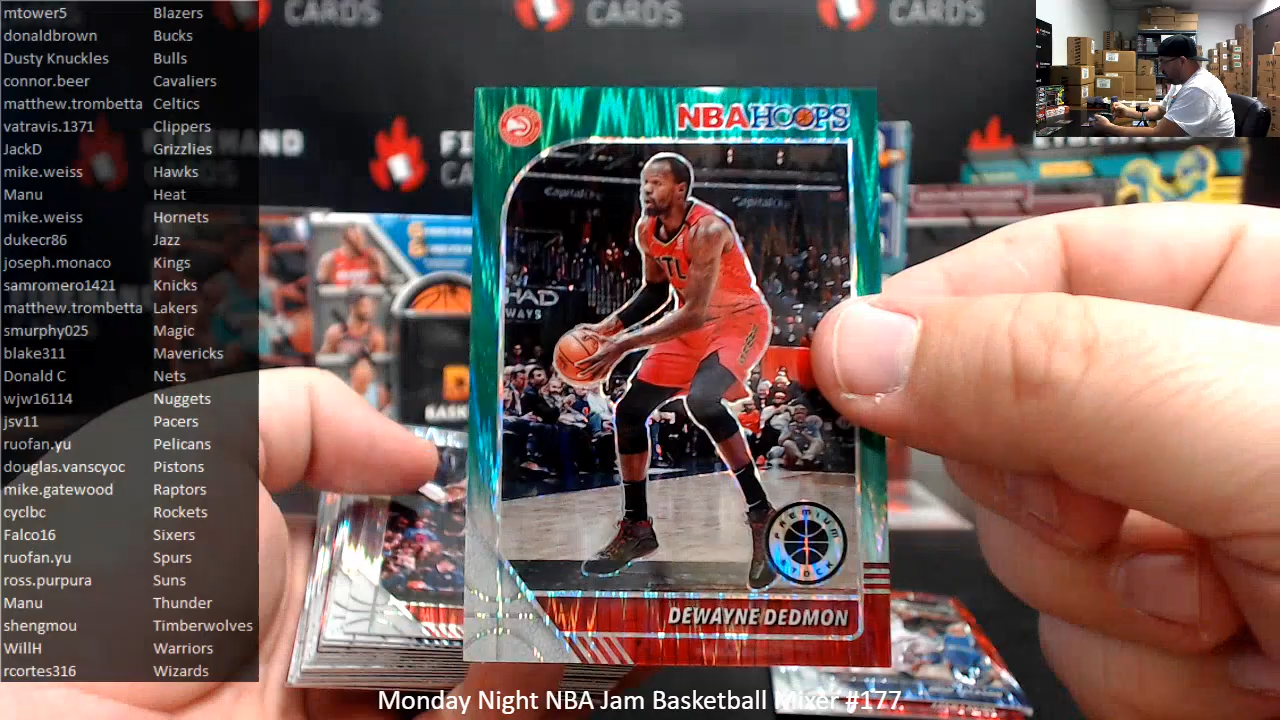 mtower5 Blazers
donaldbrown Bucks
Dusty Knuckles Bulls
connor.beer Cavaliers
matthew.trombetta Celtics
vatravis.1371 Clippers
JackD Grizzlies
mike.weiss Hawks
Manu Heat
mike.weiss Hornets
dukecr86 Jazz
joseph.monaco Kings
samromero1421 Knicks
matthew.trombetta Lakers
smurphy025 Magic
blake311 Mavericks
Donald C Nets
wjw16114 Nuggets
jsv11 Pacers
ruofan.yu Pelicans
douglas.vanscyoc Pistons
mike.gatewood Raptors
cyclbc Rockets
Falco16 Sixers
ruofan.yu Spurs
ross.purpura Suns
Manu Thunder
shengmou Timberwolves
WillH Warriors
rcortes316 Wizards
CARDS
CARDS
CARDS
NBA HOOPS
PREMIUM STOCK
DEWAYNE DEDMON
Monday Night NBA Jam Basketball Mixer #177